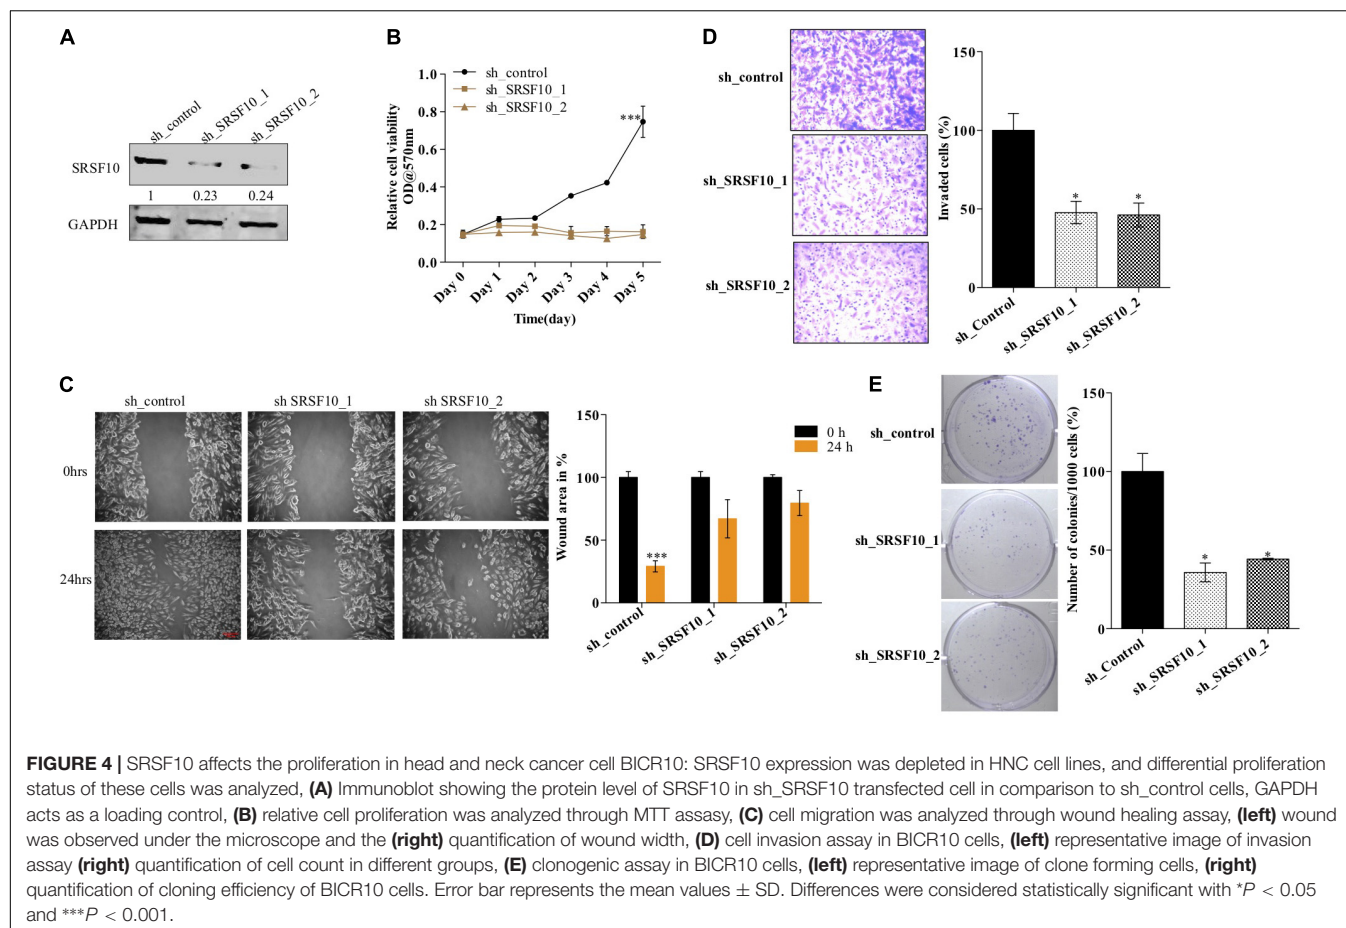 A
sh_control
sh_SRSF10_1
sh_SRSF10_2
SRSF10
1
0.23
0.24
GAPDH
B
sh_control
sh_SRSF10_1
sh_SRSF10_2
1.0
0.8
0.6
0.4
0.2
0.0
***
Relative cell viability
OD@570nm
Day 0
Day 1
Day 2
Day 3
Day 4
Day 5
Time(day)
D
sh_control
sh_SRSF10_1
sh_SRSF10_2
Invaded cells (%)
150
100
50
0
*
*
sh_Control
sh_SRSF10_1
sh_SRSF10_2
C
sh_control
sh SRSF10_1
sh SRSF10_2
0hrs
24hrs
Wound area in %
150
100
50
0
0 h
24 h
***
sh_control
sh_SRSF10_1
sh_SRSF10_2
E
sh_control
sh_SRSF10_1
sh_SRSF10_2
Number of colonies/1000 cells (%)
150
100
50
0
*
*
sh_Control
sh_SRSF10_1
sh_SRSF10_2
FIGURE 4 | SRSF10 affects the proliferation in head and neck cancer cell BICR10: SRSF10 expression was depleted in HNC cell lines, and differential proliferation
status of these cells was analyzed, (A) Immunoblot showing the protein level of SRSF10 in sh_SRSF10 transfected cell in comparison to sh_control cells, GAPDH
acts as a loading control, (B) relative cell proliferation was analyzed through MTT assasy, (C) cell migration was analyzed through wound healing assay, (left) wound
was observed under the microscope and the (right) quantification of wound width, (D) cell invasion assay in BICR10 cells, (left) representative image of invasion
assay (right) quantification of cell count in different groups, (E) clonogenic assay in BICR10 cells, (left) representative image of clone forming cells, (right)
quantification of cloning efficiency of BICR10 cells. Error bar represents the mean values ± SD. Differences were considered statistically significant with *P < 0.05
and ***P < 0.001.